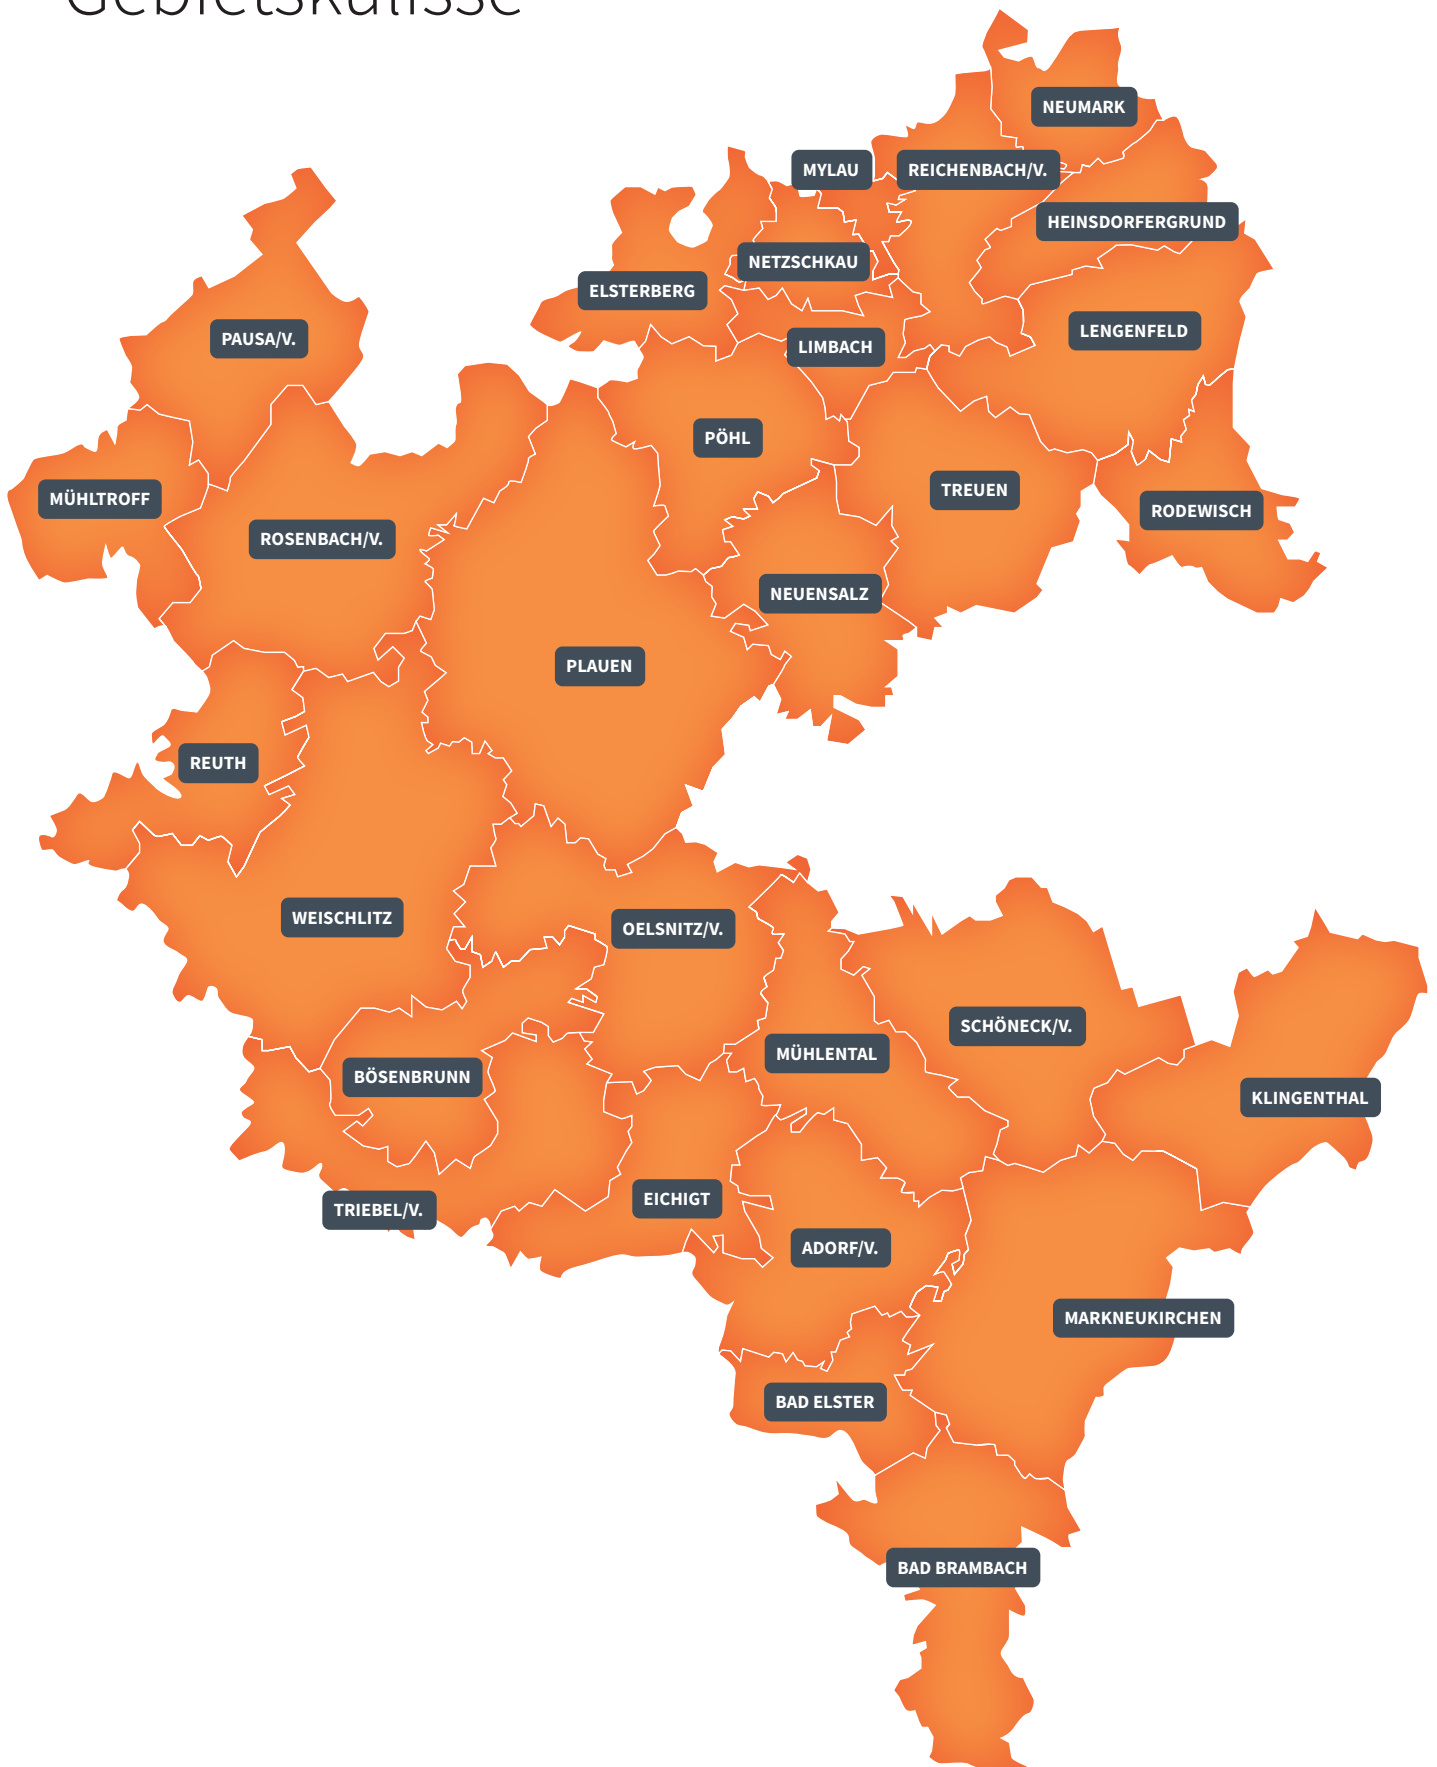 Gebietskulisse
NEUMARK
MYLAU
REICHENBACH/V.
HEINSDORFERGRUND
NETZSCHKAU
ELSTERBERG
LENGENFELD
PAUSA/V.
LIMBACH
PÖHL
TREUEN
MÜHLTROFF
RODEWISCH
ROSENBACH/V.
NEUENSALZ
PLAUEN
REUTH
WEISCHLITZ
OELSNITZ/V.
SCHÖNECK/V.
MÜHLENTAL
BÖSENBRUNN
KLINGENTHAL
EICHIGT
TRIEBEL/V.
ADORF/V.
MARKNEUKIRCHEN
BAD ELSTER
BAD BRAMBACH